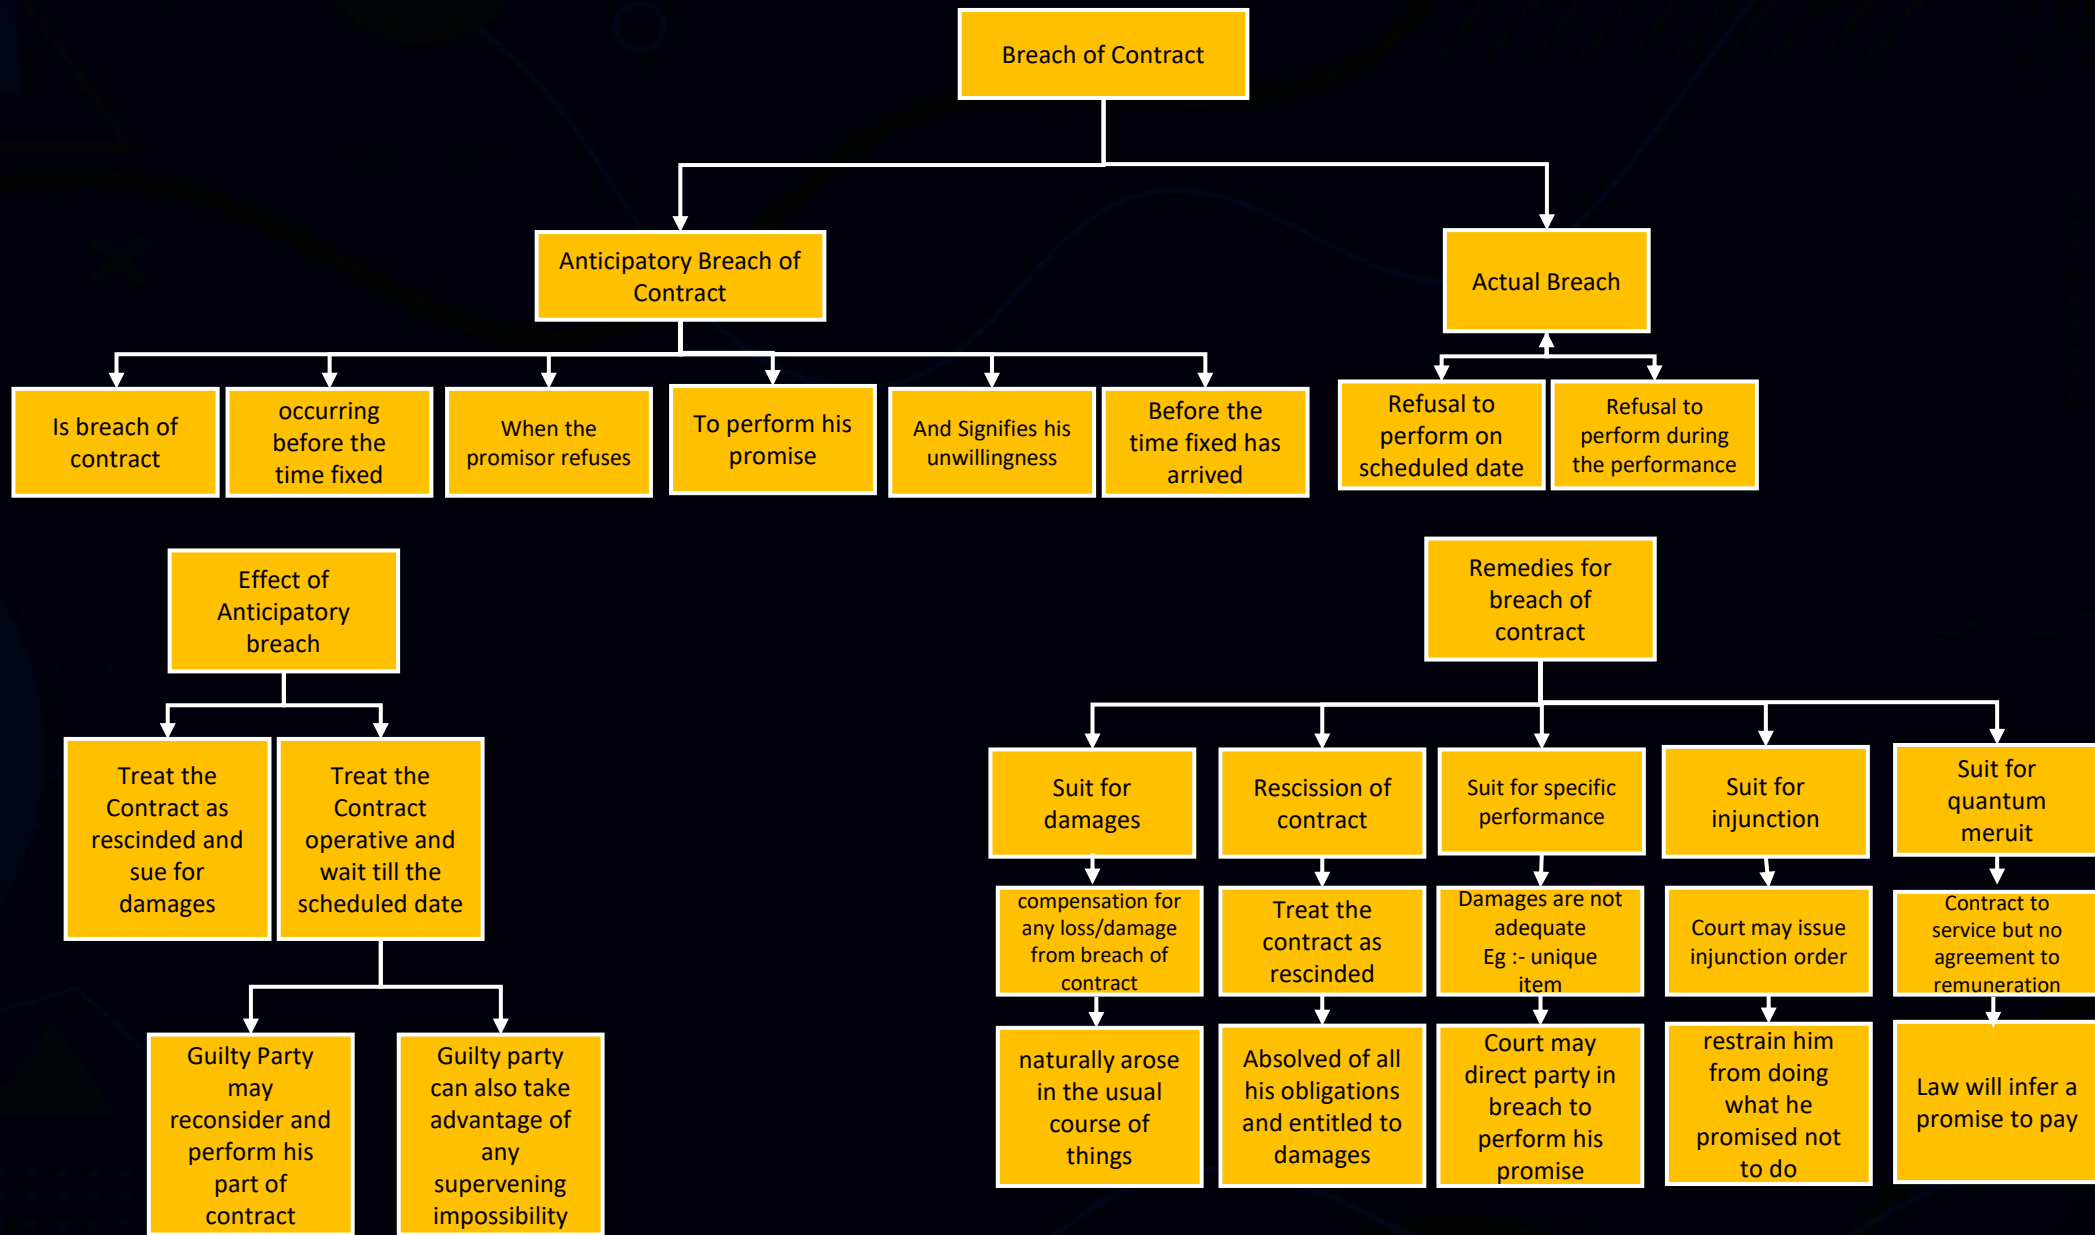 Breach of Contract
Anticipatory Breach of
Contract
Actual Breach
Is breach of
contract
occurring
before the
time fixed
When the
promisor refuses
To perform his
promise
And Signifies his
unwillingness
Before the
time fixed has
arrived
Refusal to
perform on
scheduled date
Refusal to
perform during
the performance
Effect of
Anticipatory
breach
Treat the
Contract as
rescinded and
sue for
damages
Treat the
Contract
operative and
wait till the
scheduled date
Guilty Party
may
reconsider and
perform his
part of
contract
Guilty party
can also take
advantage of
any
supervening
impossibility
Remedies for
breach of
contract
Suit for
damages
Rescission of
contract
Suit for specific
performance
Suit for
injunction
Suit for
quantum
meruit
compensation for
any loss/damage
from breach of
contract
Treat the
contract as
rescinded
Damages are not
adequate
Eg :- unique
item
Court may issue
injunction order
Contract to
service but no
agreement to
remuneration
naturally arose
in the usual
course of
things
Absolved of all
his obligations
and entitled to
damages
Court may
direct party in
breach to
perform his
promise
restrain him
from doing
what he
promised not
to do
Law will infer a
promise to pay